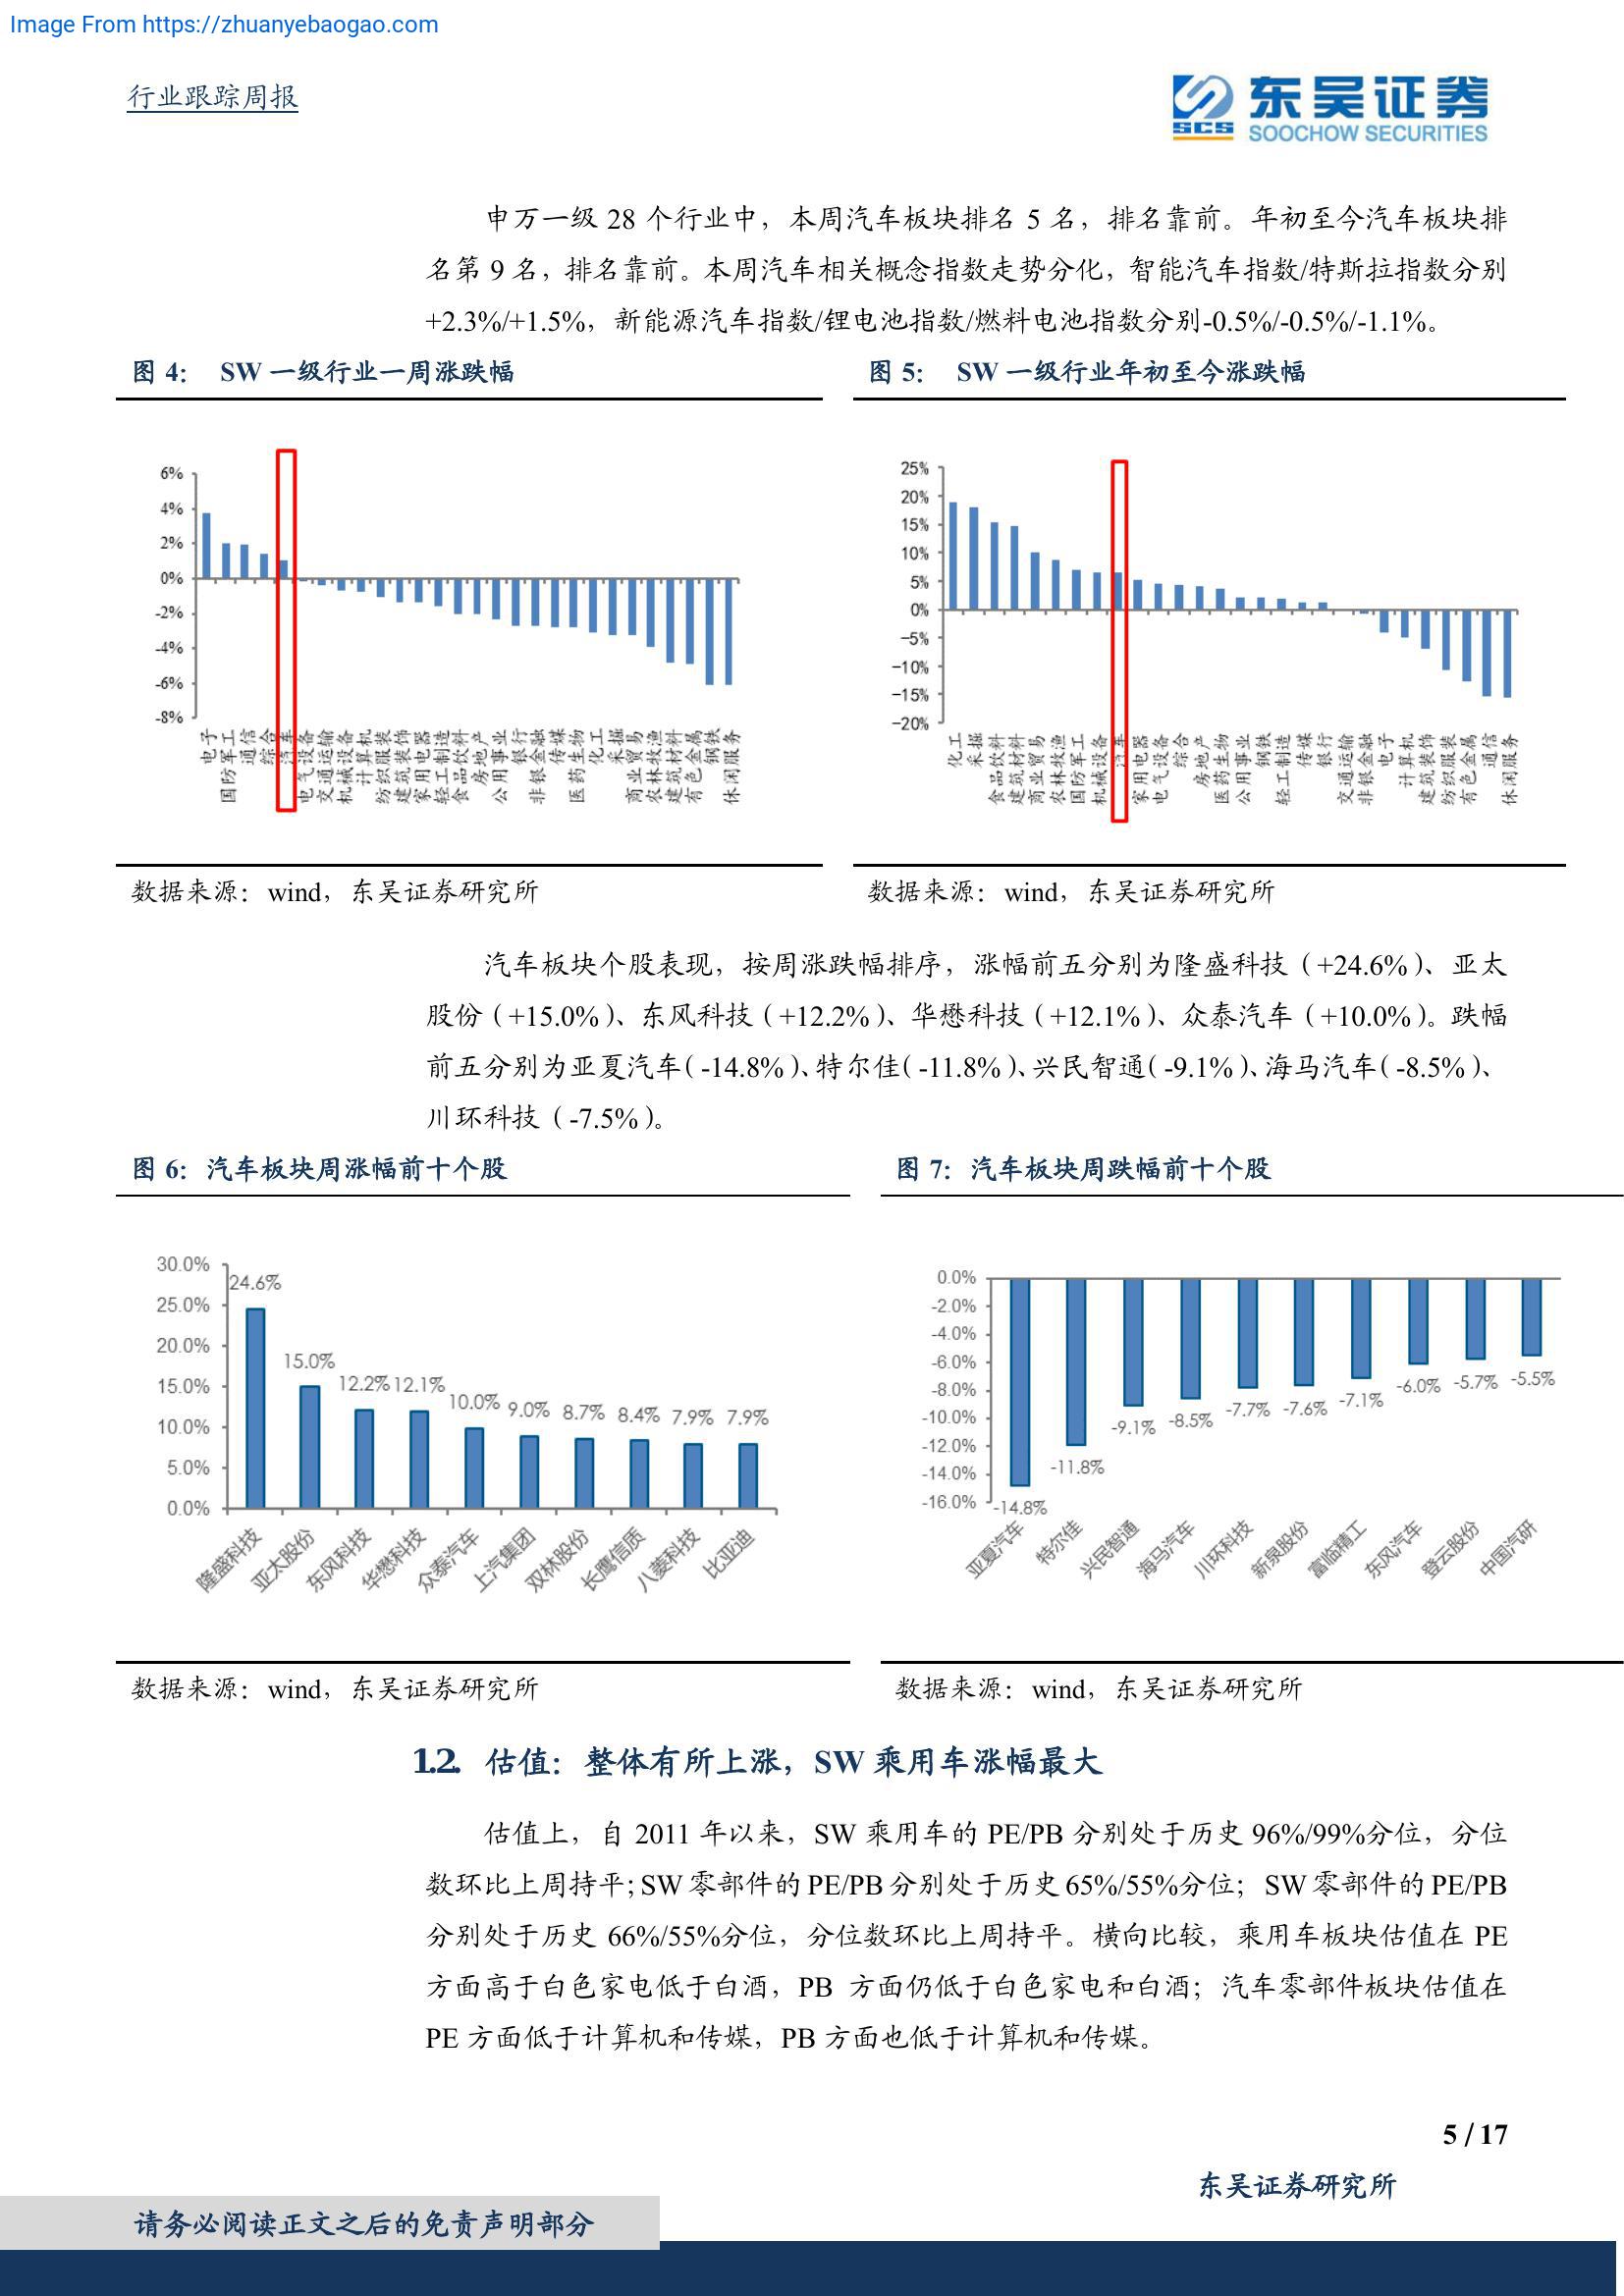 Image From https://zhuanyebaogao.com
行业跟踪周报
东吴证券
SCS
SOOCHOW SECURITIES
申万一级 28 个行业中，本周汽车板块排名 5 名，排名靠前。年初至今汽车板块排
名第 9 名，排名靠前。本周汽车相关概念指数走势分化，智能汽车指数/特斯拉指数分别
+2.3%/+1.5%，新能源汽车指数/锂电池指数/燃料电池指数分别-0.5%/-0.5%/-1.1%。
图 4： SW 一级行业一周涨跌幅
6%
4%
2%
0%
-2%
-4%
-6%
-8%
电子
国防军工
通信
综合
汽车
电气设备
交通运输
机械设备
计算机
纺织服装
建筑装饰
家用电器
轻工制造
食品饮料
房地产
公用事业
银行
非银金融
传媒
医药生物
化工
采掘
商业贸易
农林牧渔
建筑材料
有色金属
钢铁
休闲服务
数据来源：wind，东吴证券研究所
图 5： SW 一级行业年初至今涨跌幅
25%
20%
15%
10%
5%
0%
-5%
-10%
-15%
-20%
化工
采掘
食品饮料
建筑材料
商业贸易
农林牧渔
国防军工
机械设备
汽车
家用电器
电气设备
综合
房地产
医药生物
公用事业
钢铁
轻工制造
传媒
银行
交通运输
非银金融
电子
计算机
建筑装饰
纺织服装
有色金属
通信
休闲服务
数据来源：wind，东吴证券研究所
汽车板块个股表现，按周涨跌幅排序，涨幅前五分别为隆盛科技（+24.6%）、亚太
股份（+15.0%）、东风科技（+12.2%）、华懋科技（+12.1%）、众泰汽车（+10.0%）。跌幅
前五分别为亚夏汽车（-14.8%）、特尔佳（-11.8%）、兴民智通（-9.1%）、海马汽车（-8.5%）、
川环科技（-7.5%）。
图 6：汽车板块周涨幅前十个股
30.0%
25.0%
20.0%
15.0%
10.0%
5.0%
0.0%
24.6%
15.0%
12.2%
12.1%
10.0%
9.0%
8.7%
8.4%
7.9%
7.9%
隆盛科技
亚太股份
东风科技
华懋科技
众泰汽车
上汽集团
双林股份
长鹰信质
八菱科技
比亚迪
数据来源：wind，东吴证券研究所
图 7：汽车板块周跌幅前十个股
0.0%
-2.0%
-4.0%
-6.0%
-8.0%
-10.0%
-12.0%
-14.0%
-16.0%
-14.8%
-11.8%
-9.1%
-8.5%
-7.7%
-7.6%
-7.1%
-6.0%
-5.7%
-5.5%
亚夏汽车
特尔佳
兴民智通
海马汽车
川环科技
新泉股份
富临精工
东风汽车
登云股份
中国汽研
数据来源：wind，东吴证券研究所
1.2. 估值：整体有所上涨，SW 乘用车涨幅最大
估值上，自 2011 年以来，SW 乘用车的 PE/PB 分别处于历史 96%/99%分位，分位
数环比上周持平；SW 零部件的 PE/PB 分别处于历史 65%/55%分位；SW 零部件的 PE/PB
分别处于历史 66%/55%分位，分位数环比上周持平。横向比较，乘用车板块估值在 PE
方面高于白色家电低于白酒，PB 方面仍低于白色家电和白酒；汽车零部件板块估值在
PE 方面低于计算机和传媒，PB 方面也低于计算机和传媒。
5 / 17
东吴证券研究所
请务必阅读正文之后的免责声明部分